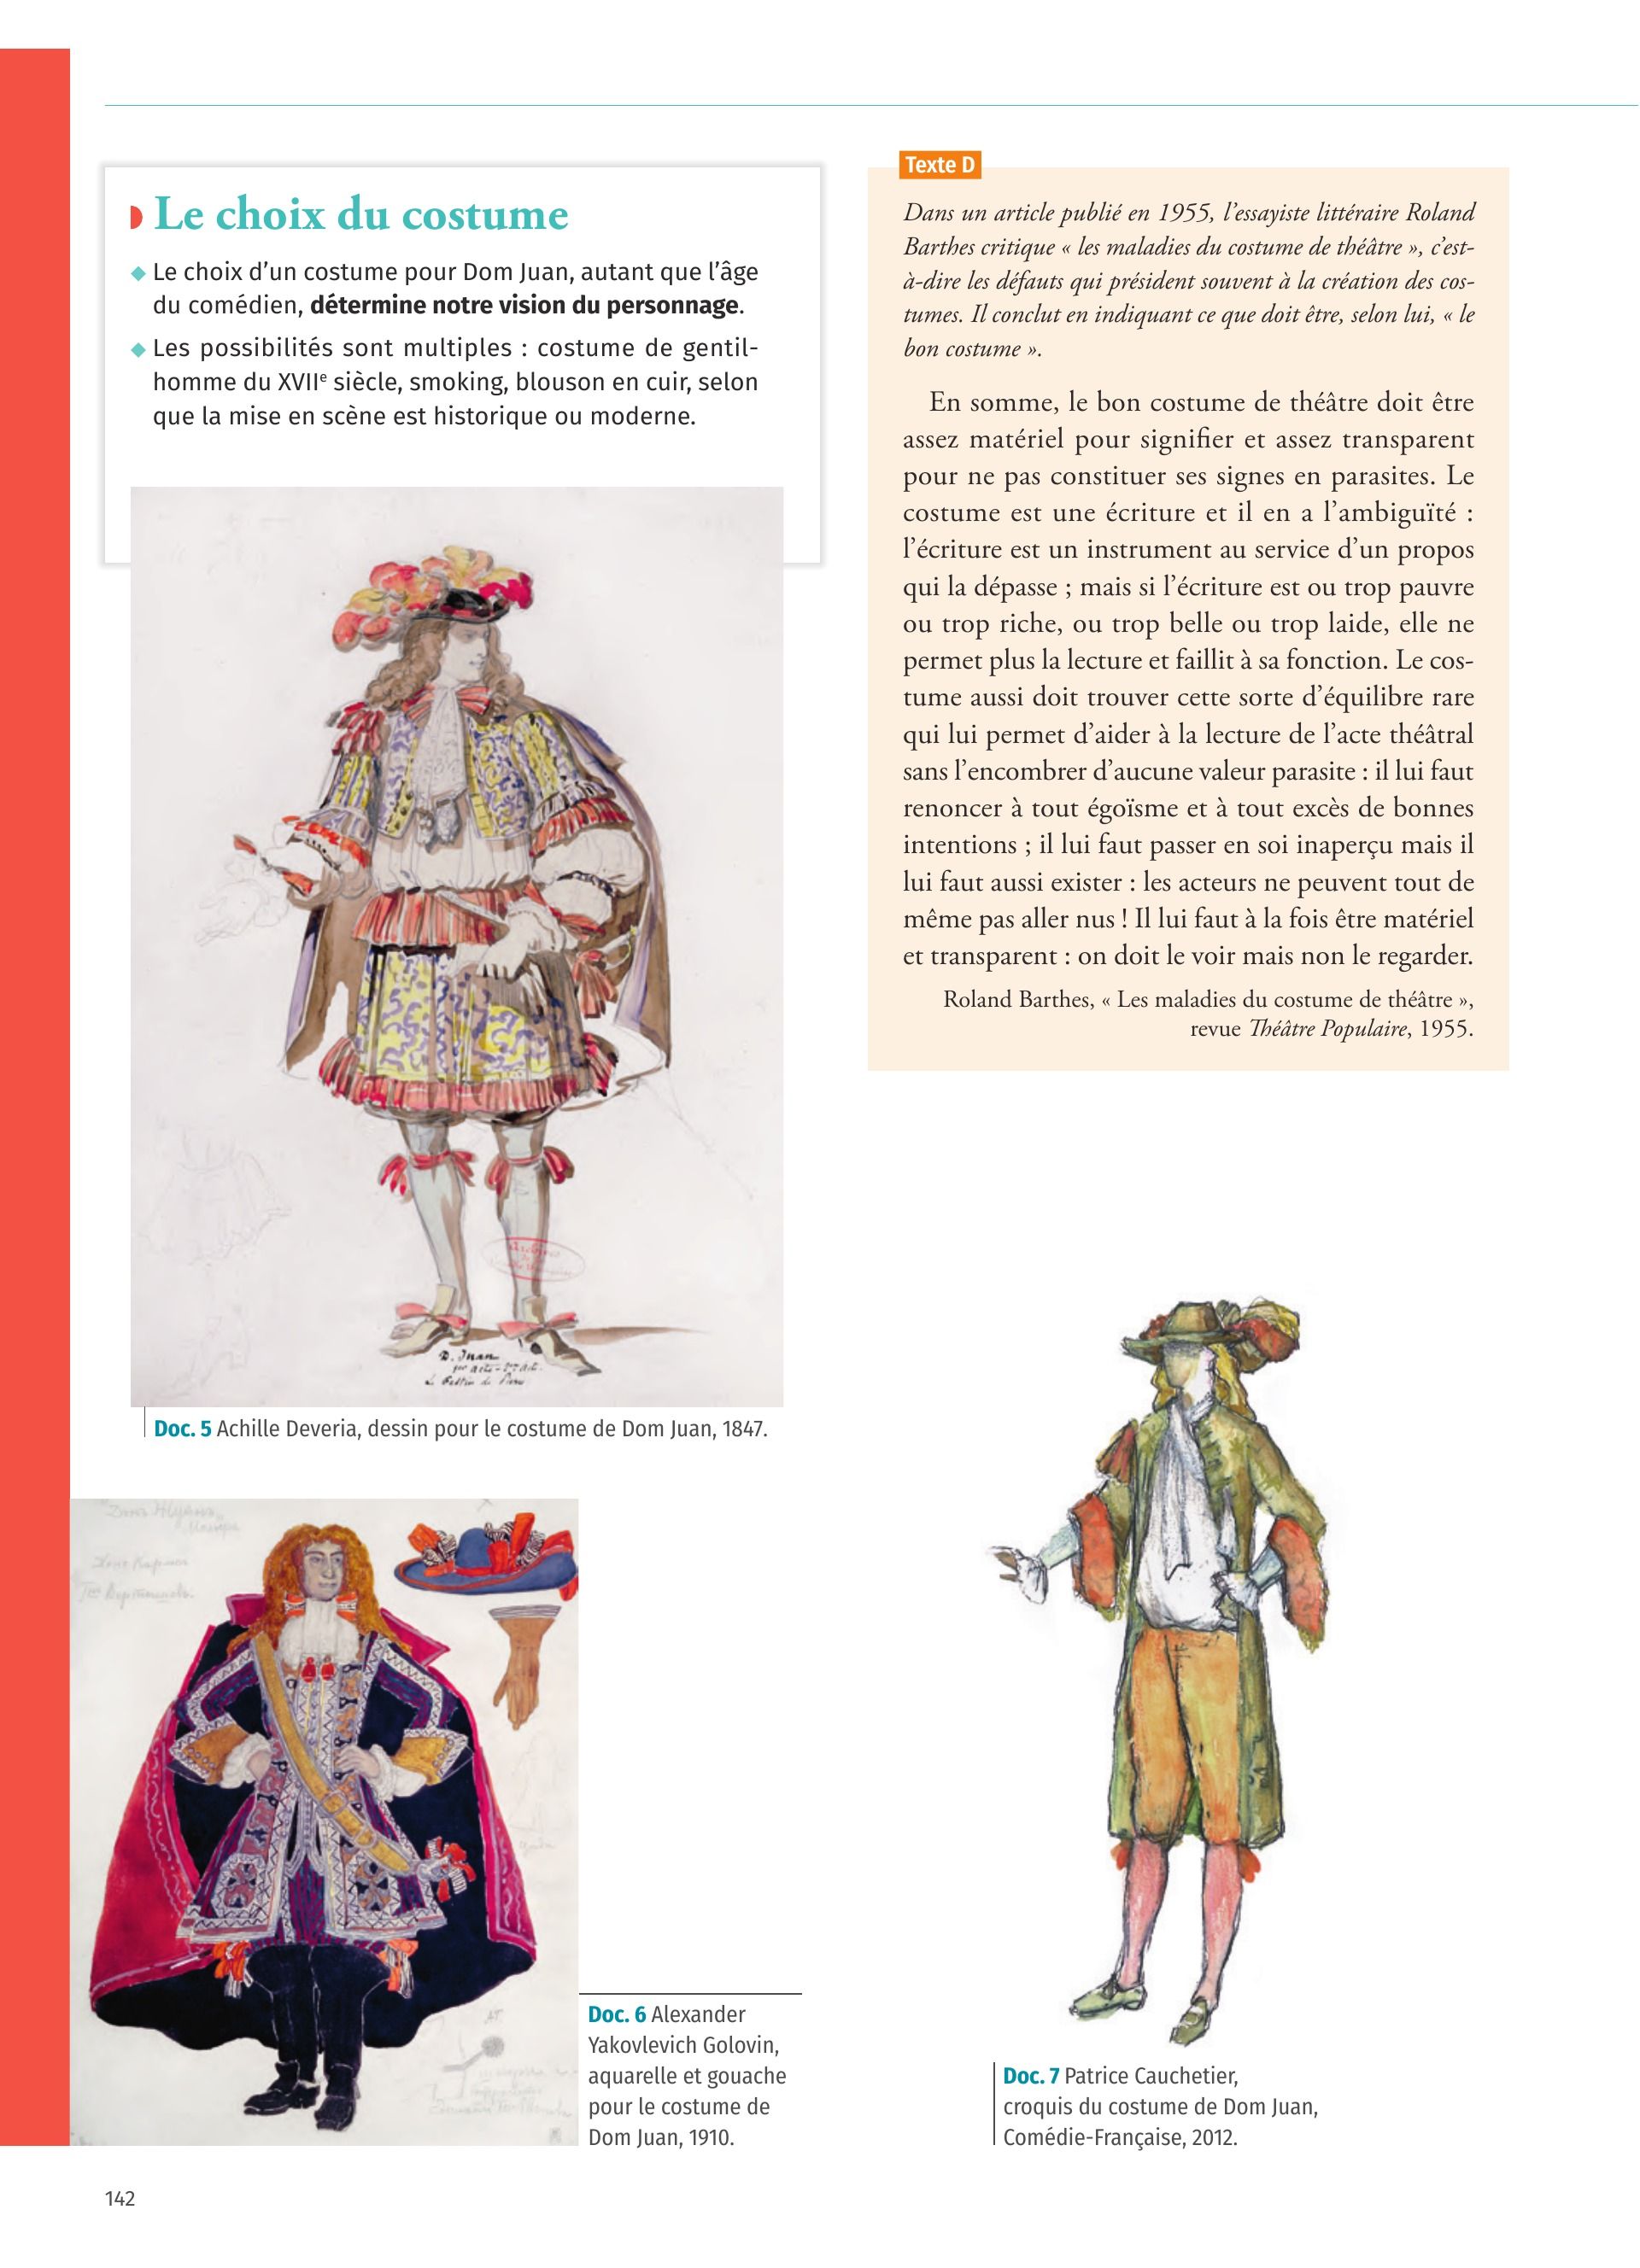 Le choix du costume
◆ Le choix d’un costume pour Dom Juan, autant que l’âge
du comédien, détermine notre vision du personnage.
◆ Les possibilités sont multiples : costume de gentil-
homme du XVIIe siècle, smoking, blouson en cuir, selon
que la mise en scène est historique ou moderne.
D. Juan
Doc. 5 Achille Deveria, dessin pour le costume de Dom Juan, 1847.
Doc. 6 Alexander
Yakovlevich Golovin,
aquarelle et gouache
pour le costume de
Dom Juan, 1910.
Texte D
Dans un article publié en 1955, l’essayiste littéraire Roland
Barthes critique « les maladies du costume de théâtre », c’est-
à-dire les défauts qui président souvent à la création des cos-
tumes. Il conclut en indiquant ce que doit être, selon lui, « le
bon costume ».
En somme, le bon costume de théâtre doit être
assez matériel pour signifier et assez transparent
pour ne pas constituer ses signes en parasites. Le
costume est une écriture et il en a l’ambiguïté :
l’écriture est un instrument au service d’un propos
qui la dépasse ; mais si l’écriture est ou trop pauvre
ou trop riche, ou trop belle ou trop laide, elle ne
permet plus la lecture et faillit à sa fonction. Le cos-
tume aussi doit trouver cette sorte d’équilibre rare
qui lui permet d’aider à la lecture de l’acte théâtral
sans l’encombrer d’aucune valeur parasite : il lui faut
renoncer à tout égoïsme et à tout excès de bonnes
intentions ; il lui faut passer en soi inaperçu mais il
lui faut aussi exister : les acteurs ne peuvent tout de
même pas aller nus ! Il lui faut à la fois être matériel
et transparent : on doit le voir mais non le regarder.
Roland Barthes, « Les maladies du costume de théâtre »,
revue Théâtre Populaire, 1955.
Doc. 7 Patrice Cauchetier,
croquis du costume de Dom Juan,
Comédie-Française, 2012.
142